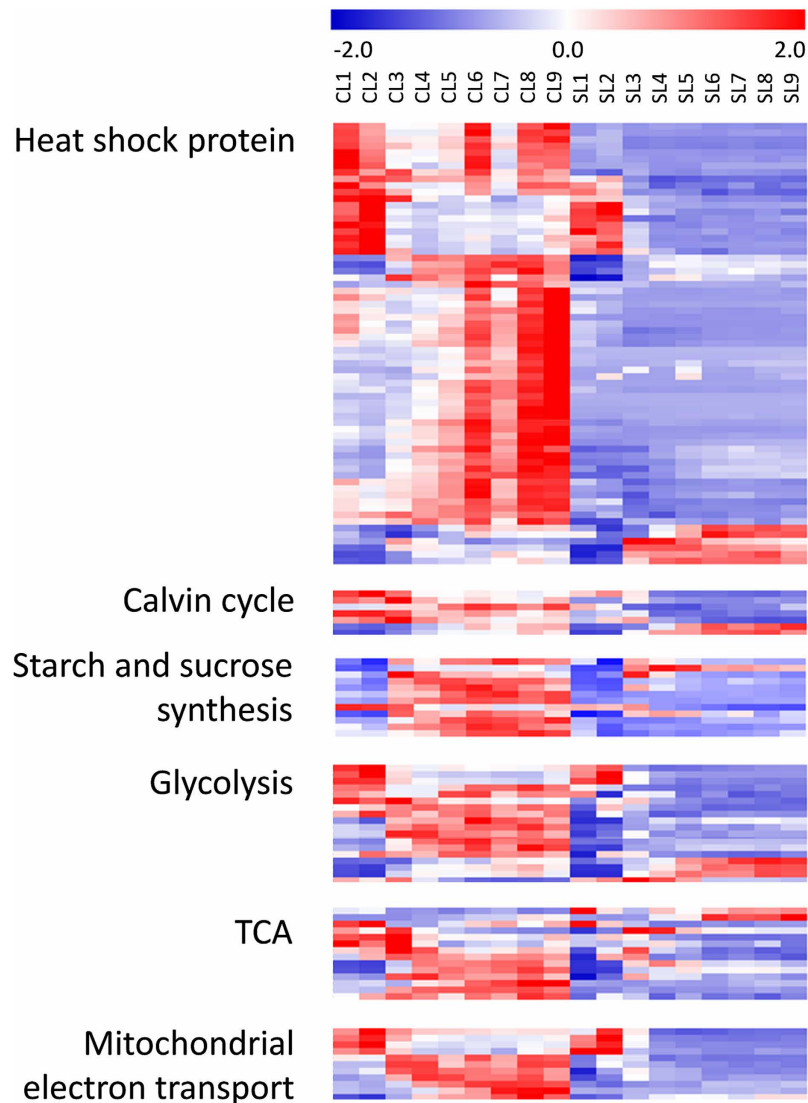 -2.0 0.0 2.0
CL1 CL2 CL3 CL4 CL5 CL6 CL7 CL8 CL9 SL1 SL2 SL3 SL4 SL5 SL6 SL7 SL8 SL9
Heat shock protein
Calvin cycle
Starch and sucrose
synthesis
Glycolysis
TCA
Mitochondrial
electron transport